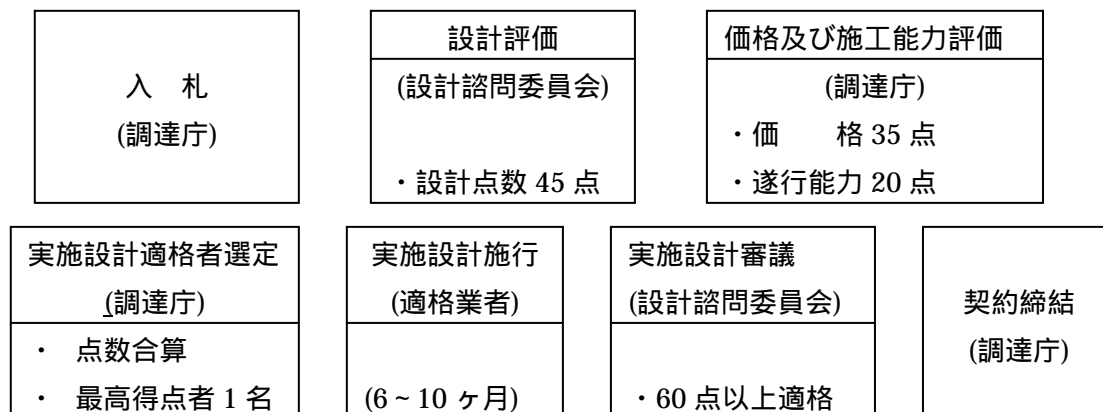 入 札
(調達庁)
設計評価
(設計諮問委員会)
・設計点数 45 点
価格及び施工能力評価
(調達庁)
・価 格 35 点
・遂行能力 20 点
実施設計適格者選定
(調達庁)
・ 点数合算
・ 最高得点者 1 名
実施設計施行
(適格業者)
(6~10 ヶ月)
実施設計審議
(設計諮問委員会)
・60 点以上適格
契約締結
(調達庁)